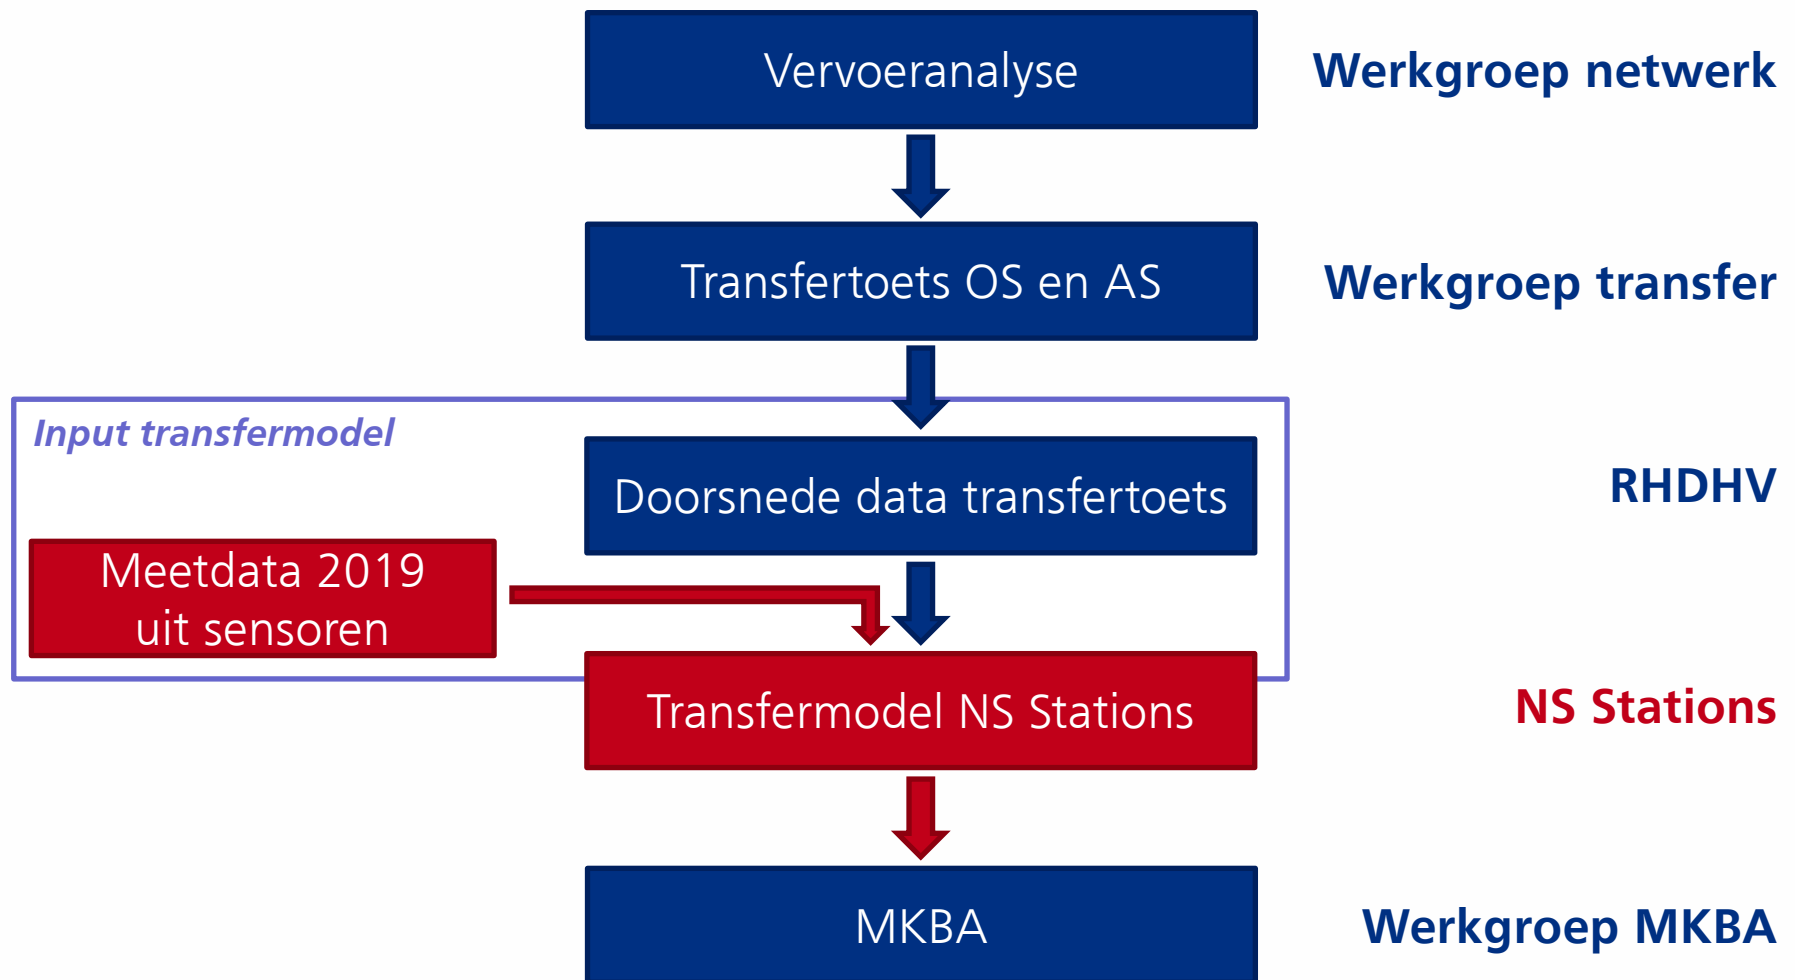 Vervoeranalyse
Werkgroep netwerk
Transfertoets OS en AS
Werkgroep transfer
Input transfermodel
Doorsnede data transfertoets
RHDHV
Meetdata 2019
uit sensoren
Transfermodel NS Stations
NS Stations
MKBA
Werkgroep MKBA